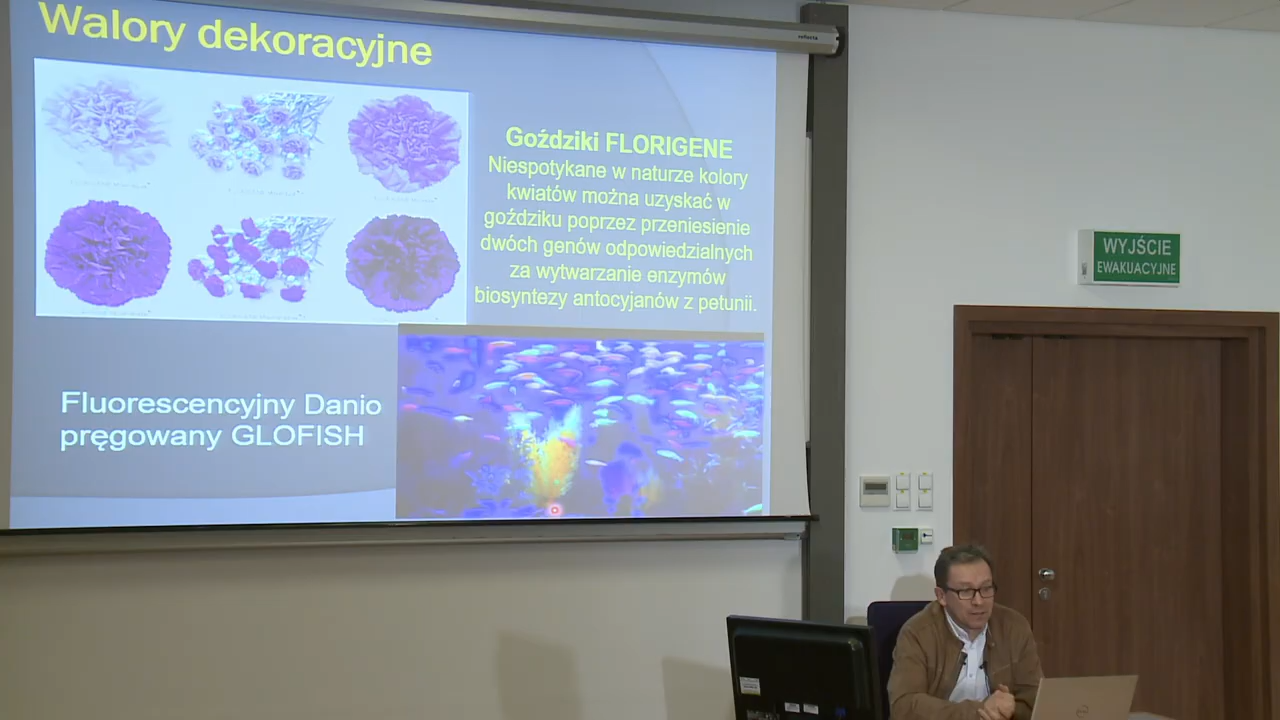 Walory dekoracyjne
Goździki FLORIGENE
Niespotykane w naturze kolory
kwiatów można uzyskać w
goździku poprzez przeniesienie
dwóch genów odpowiedzialnych
za wytwarzanie enzymów
biosyntezy antocyjanów z petunii.
Fluorescencyjny Danio
pręgowany GLOFISH
WYJŚCIE
EWAKUACYJNE